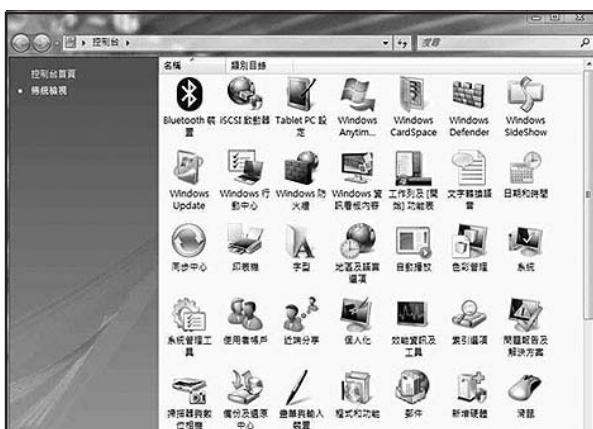 控制台
搜尋
控制台首頁
傳統檢視
名稱 類別目錄
Bluetooth 裝置
iSCSI 啟動器
Tablet PC 設定
Windows Anytim...
Windows CardSpace
Windows Defender
Windows SideShow
Windows Update
Windows 行動中心
Windows 防火牆
Windows 資訊看板內容
工作列及 [開始] 功能表
文字轉換語音
日期和時間
同步中心
印表機
字型
地區及語言選項
自動播放
色彩管理
系統
系統管理工具
使用者帳戶
近端分享
個人化
效能資訊及工具
索引選項
問題報告及解決方案
掃描器與數位相機
備份及還原中心
畫筆與輸入裝置
程式和功能
郵件
新增硬體
滑鼠